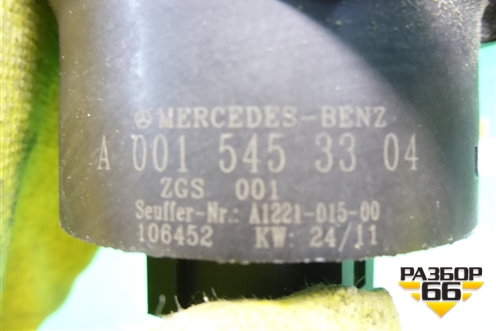 MERCEDES-BENZ
A 001 545 33 04
ZGS 001
Seuffer-Nr.: A1221-015-00
106452 KW: 24/11
РАЗБОР
66